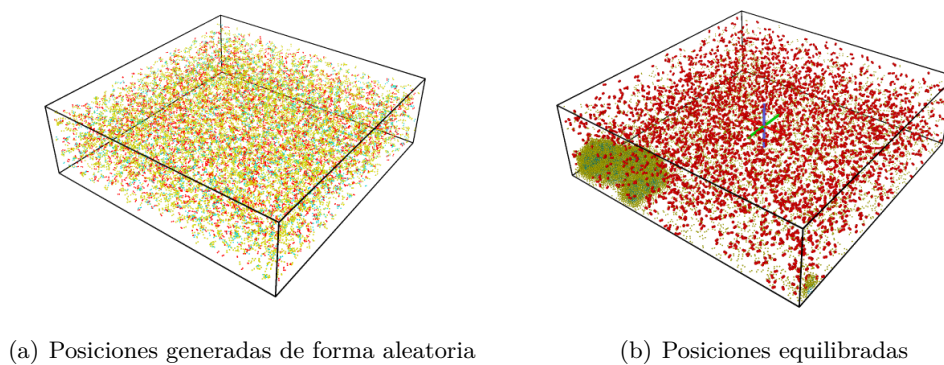 (a) Posiciones generadas de forma aleatoria
(b) Posiciones equilibradas